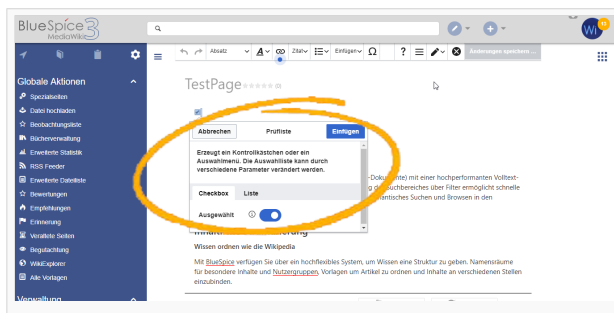 BlueSpice 3
MediaWiki
Absatz
Zitat
Einfügen
Ω
?
Änderungen speichern ...
WI
Globale Aktionen
Spezialseiten
Datei hochladen
Beobachtungsliste
Bücherverwaltung
Erweiterte Statistik
RSS Feeder
Erweiterte Dateiliste
Bewertungen
Empfehlungen
Erinnerung
Veraltete Seiten
Begutachtung
WikiExplorer
Alle Vorlagen
Verwaltung
TestPage
Abbrechen Prüfliste Einfügen
Erzeugt ein Kontrollkästchen oder ein
Auswahlmenü. Die Auswahlliste kann durch
verschiedene Parameter verändert werden.
Checkbox Liste
Ausgewählt
-Dokumente) mit einer hochperformanten Volltext-
Suchbereiches über Filter ermöglicht schnelle
antisches Suchen und Browsen in den
Wissen ordnen wie die Wikipedia
Mit BlueSpice verfügen Sie über ein hochflexibles System, um Wissen eine Struktur zu geben. Namensräume
für besondere Inhalte und Nutzergruppen, Vorlagen um Artikel zu ordnen und Inhalte an verschiedenen Stellen
einzubinden.